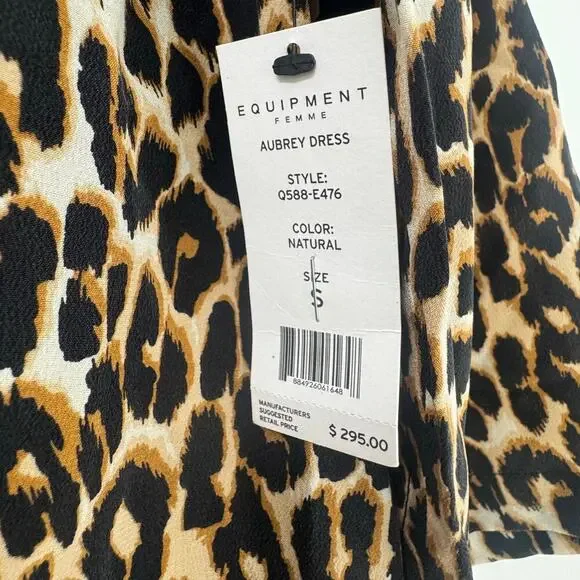 EQUIPMENT
FEMME
AUBREY DRESS
STYLE:
Q588-E476
COLOR:
NATURAL
SIZE
S
884926061648
MANUFACTURERS
SUGGESTED
RETAIL PRICE
$ 295.00